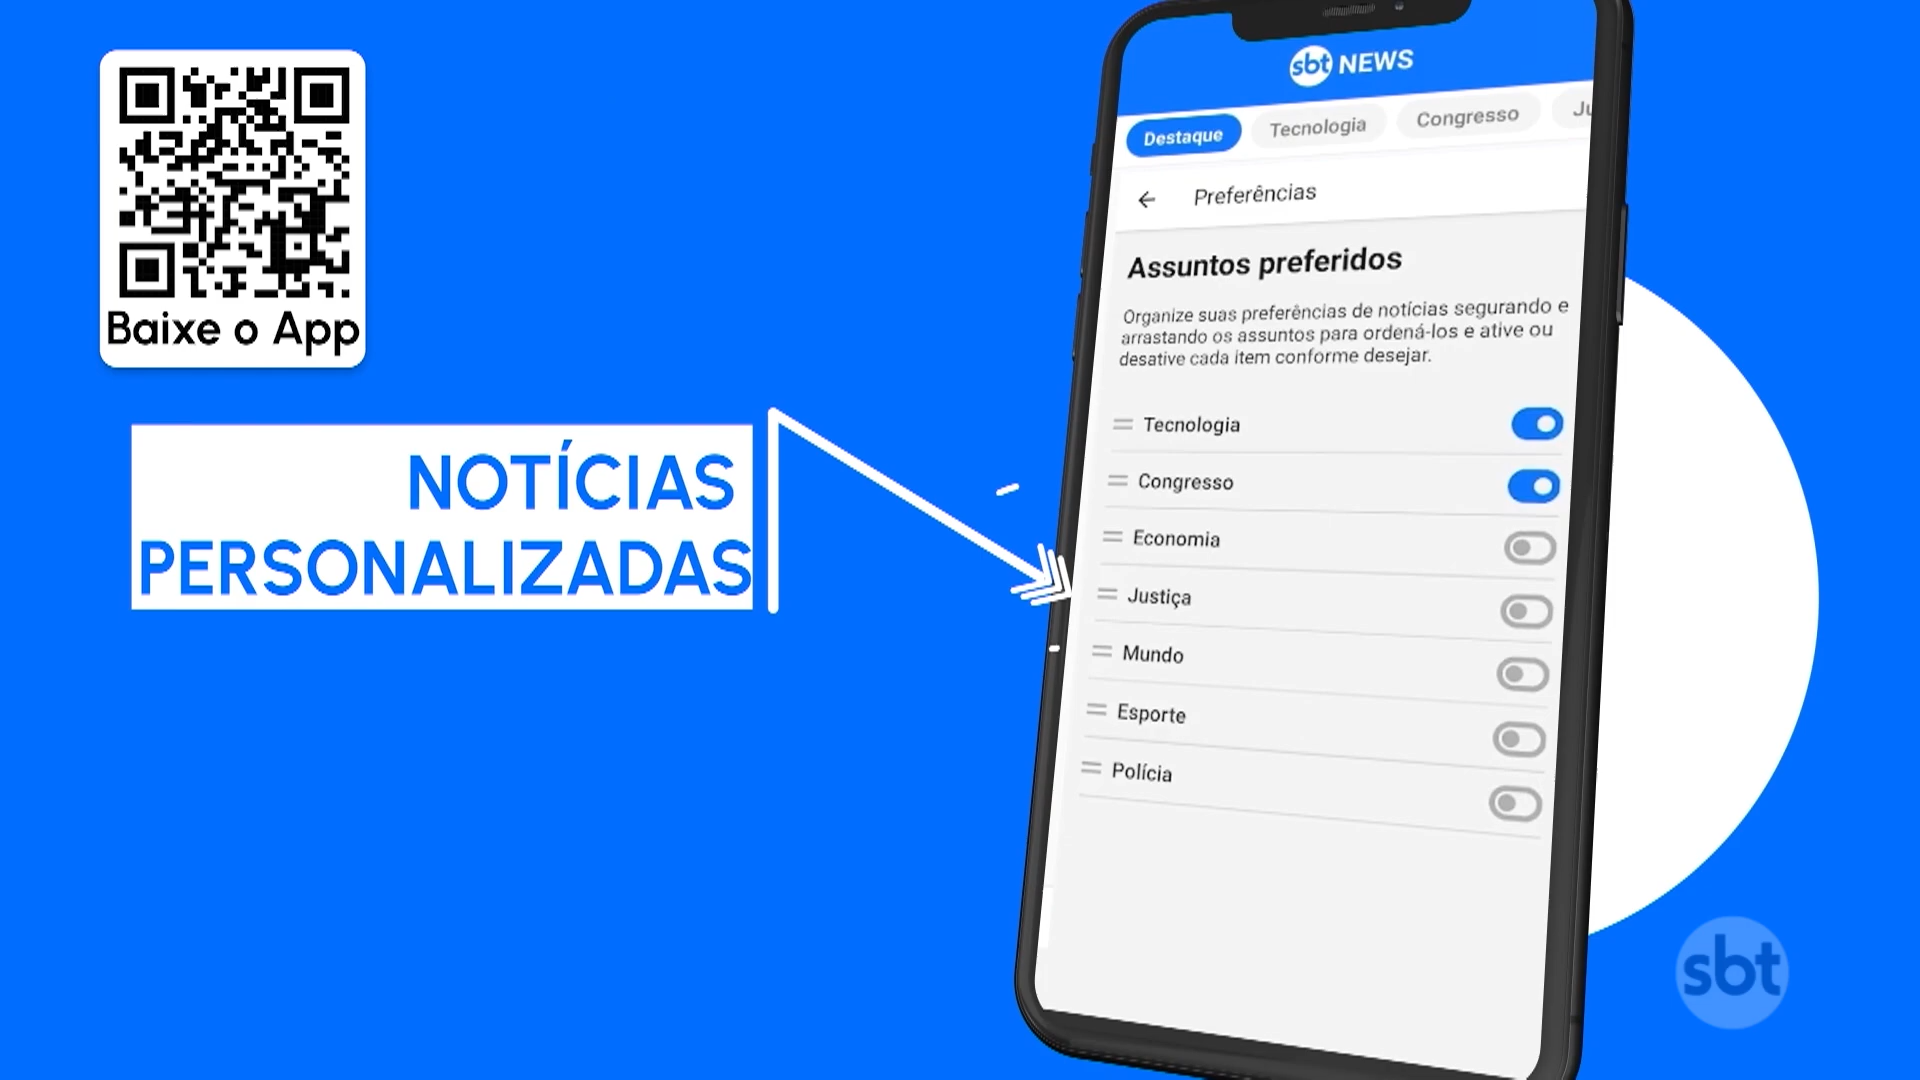 Baixe o App
NOTÍCIAS
PERSONALIZADAS
sbt NEWS
Destaque Tecnologia Congresso Ju
Preferências
Assuntos preferidos
Organize suas preferências de notícias segurando e
arrastando os assuntos para ordená-los e ative ou
desative cada item conforme desejar.
Tecnologia
Congresso
Economia
Justiça
Mundo
Esporte
Polícia
sbt